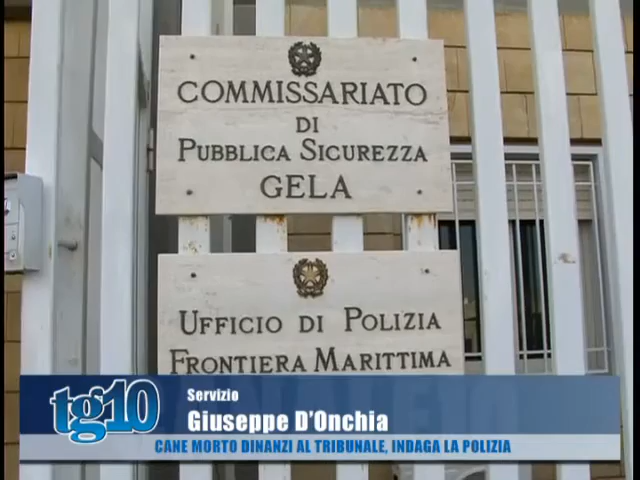 COMMISSARIATO
DI
PUBBLICA SICUREZZA
GELA
UFFICIO DI POLIZIA
FRONTIERA MARITTIMA
tg10
Servizio
Giuseppe D'Onchia
CANE MORTO DINANZI AL TRIBUNALE, INDAGA LA POLIZIA